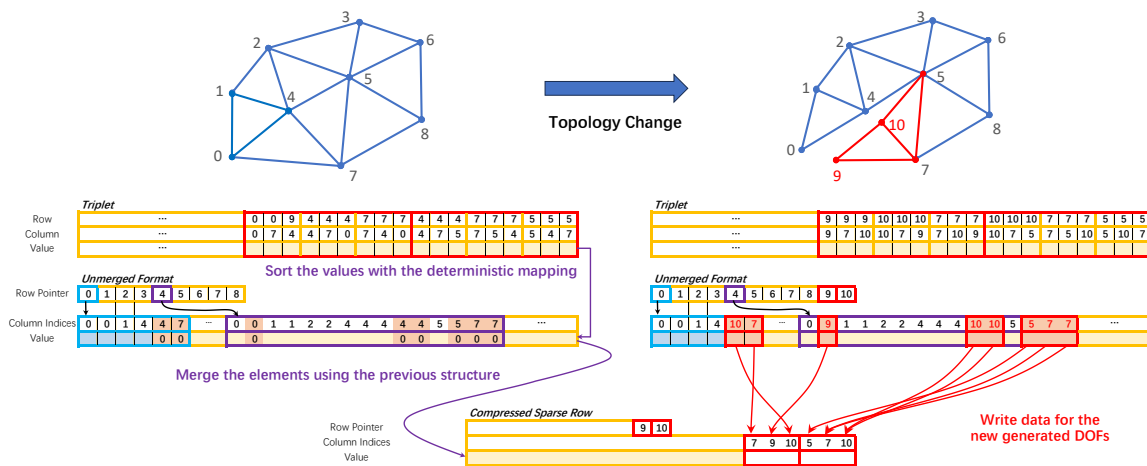 3
2
6
5
1
4
8
0
7
Topology Change
3
2
6
5
1
4
10
8
0
9
7
Triplet
Row ... 0 0 9 4 4 4 7 7 7 4 4 4 7 7 7 5 5 5
Column ... 0 7 4 4 7 0 7 4 0 4 7 5 7 5 4 5 4 7
Value ...
Sort the values with the deterministic mapping
Unmerged Format
Row Pointer 0 1 2 3 4 5 6 7 8
Column Indices 0 0 1 4 4 7 ... 0 0 1 1 2 2 4 4 4 4 4 5 5 7 7 ...
Value 0 0 0 0 0 0 0 0
Merge the elements using the previous structure
Triplet
... 9 9 9 10 10 10 7 7 7 10 10 10 7 7 7 5 5 5
... 9 7 10 10 7 9 7 10 9 10 7 5 7 5 10 5 10 7
...
Unmerged Format
0 1 2 3 4 5 6 7 8 9 10
0 0 1 4 10 7 ... 0 9 1 1 2 2 4 4 4 10 10 5 5 7 7 ...
Compressed Sparse Row
Row Pointer 9 10
Column Indices 7 9 10 5 7 10
Value
Write data for the
new generated DOFs